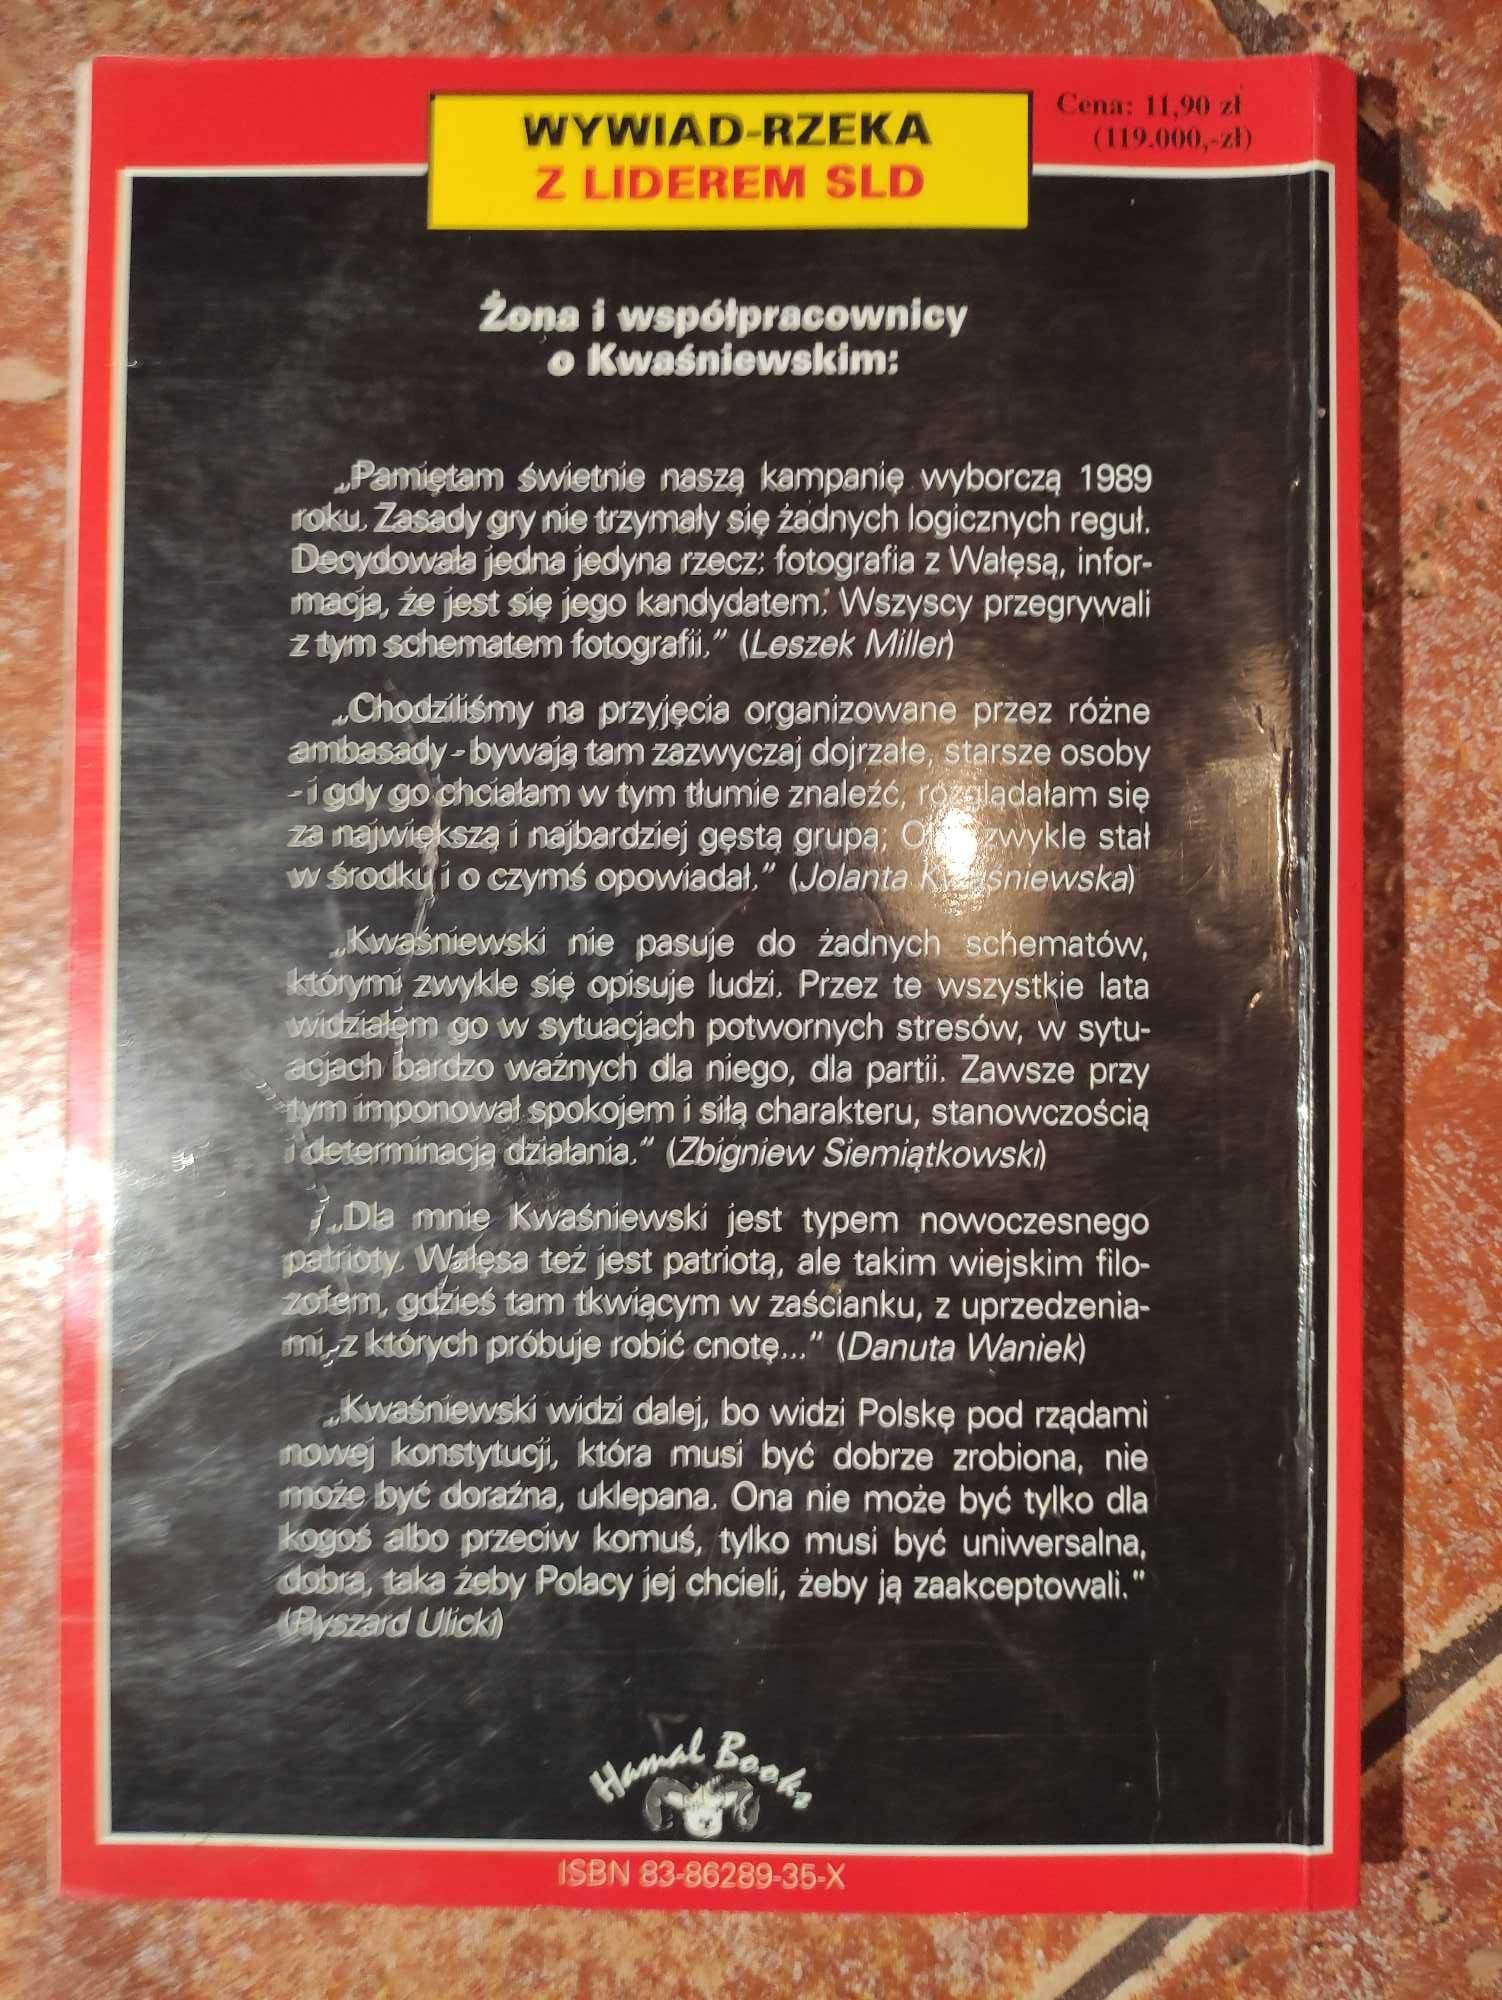 WYWIAD-RZEKA
Z LIDEREM SLD
Cena: 11,90 zł
(119.000,-zł)
Żona i współpracownicy
o Kwaśniewskim:
„Pamiętam świetnie naszą kampanię wyborczą 1989
roku. Zasady gry nie trzymały się żadnych logicznych reguł.
Decydowała jedna jedyna rzecz: fotografia z Wałęsą, infor-
macja, że jest się jego kandydatem. Wszyscy przegrywali
z tym schematem fotografii.” (Leszek Miller)
„Chodziliśmy na przyjęcia organizowane przez różne
ambasady - bywają tam zazwyczaj dojrzałe, starsze osoby
- i gdy go chciałam w tym tłumie znaleźć, rozglądałam się
za największą i najbardziej gęstą grupą; zwykle stał
w środku i o czymś opowiadał.” (Jolanta Kwaśniewska)
„Kwaśniewski nie pasuje do żadnych schematów,
którymi zwykle się opisuje ludzi. Przez te wszystkie lata
widziałem go w sytuacjach potwornych stresów, w sytu-
acjach bardzo ważnych dla niego, dla partii. Zawsze przy
tym imponował spokojem i siłą charakteru, stanowczością
i determinacją działania.” (Zbigniew Siemiątkowski)
„Dla mnie Kwaśniewski jest typem nowoczesnego
patrioty. Wałęsa też jest patriotą, ale takim wiejskim filo-
zofem, gdzieś tam tkwiącym w zaścianku, z uprzedzenia-
mi, z których próbuje robić cnotę...” (Danuta Waniek)
„Kwaśniewski widzi dalej, bo widzi Polskę pod rządami
nowej konstytucji, która musi być dobrze zrobiona, nie
może być doraźna, uklepana. Ona nie może być tylko dla
kogoś albo przeciw komuś, tylko musi być uniwersalna,
dobra, taka żeby Polacy jej chcieli, żeby ją zaakceptowali.”
(Ryszard Ulicki)
Hamal Books
ISBN 83-86289-35-X